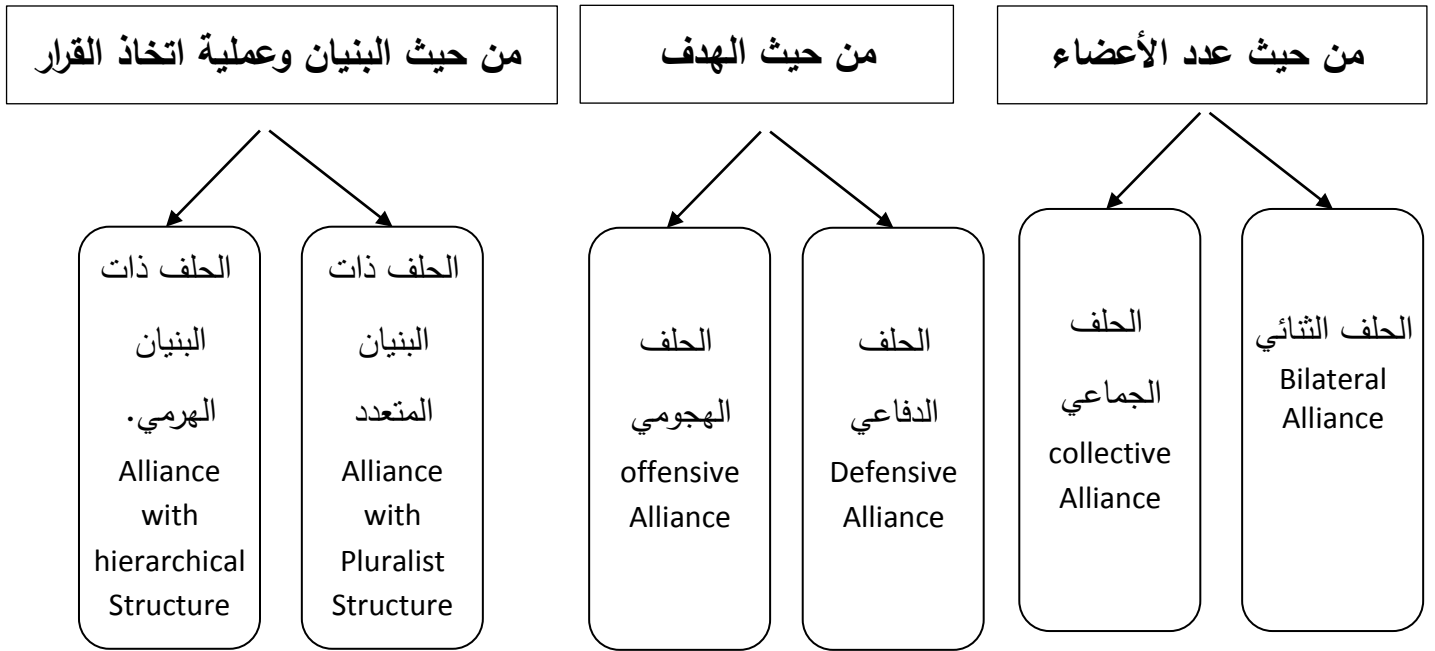 من حيث عدد الأعضاء
من حيث الهدف
من حيث البنيان وعملية اتخاذ القرار
الحلف الثنائي
Bilateral
Alliance
الحلف
الجماعي
collective
Alliance
الحلف
الدفاعي
Defensive
Alliance
الحلف
الهجومي
offensive
Alliance
الحلف ذات
البنيان
المتعدد
Alliance
with
Pluralist
Structure
الحلف ذات
البنيان
الهرمي.
Alliance
with
hierarchical
Structure